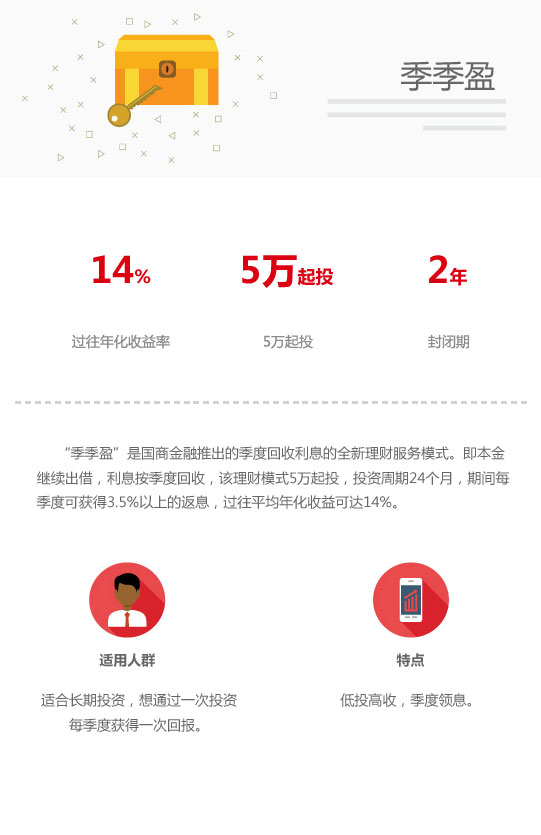 季季盈
14%
5万起投
2年
过往年化收益率
5万起投
封闭期
“季季盈”是国商金融推出的季度回收利息的全新理财服务模式。即本金
继续出借，利息按季度回收，该理财模式5万起投，投资周期24个月，期间每
季度可获得3.5%以上的返息，过往平均年化收益可达14%。
适用人群
特点
适合长期投资，想通过一次投资
每季度获得一次回报。
低投高收，季度领息。